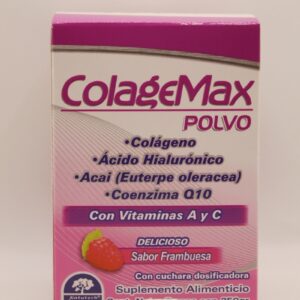 ColageMax
POLVO
•Colágeno
•Ácido Hialurónico
•Acai (Euterpe oleracea)
•Coenzima Q10
Con Vitaminas A y C
DELICIOSO
Sabor Frambuesa
Con cuchara dosificadora
Suplemento Alimenticio